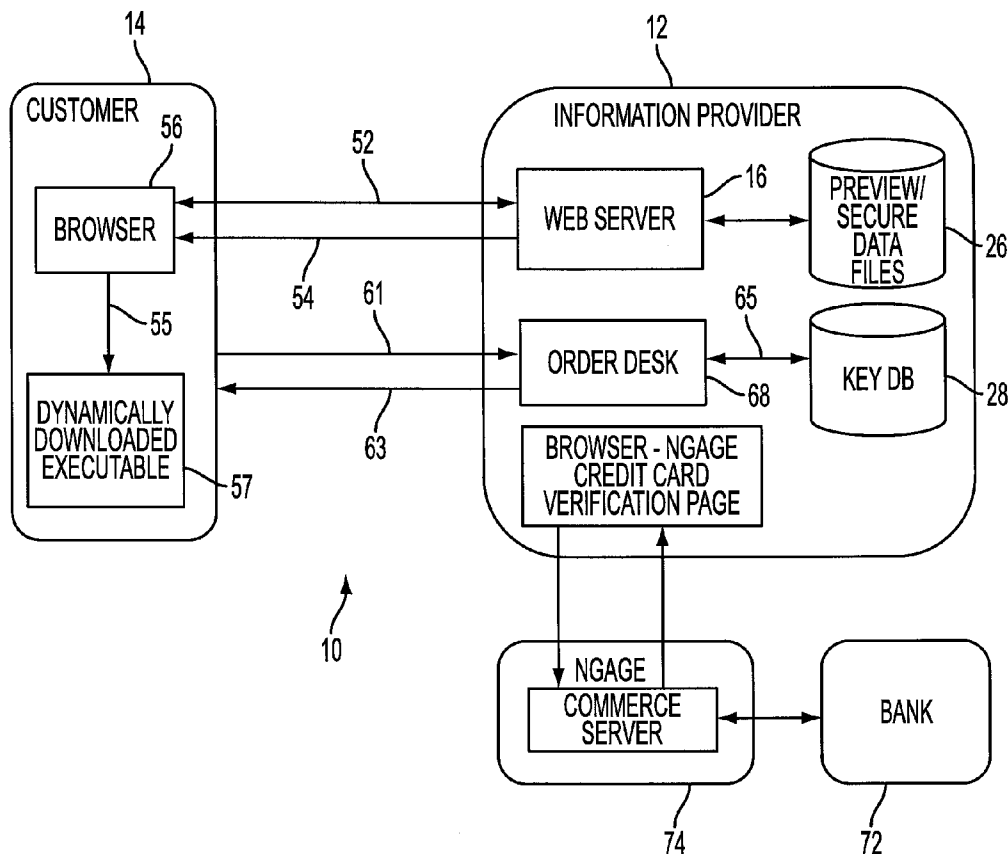 14
12
CUSTOMER
INFORMATION PROVIDER
56
52
16
BROWSER
WEB SERVER
PREVIEW/
SECURE
DATA
FILES
26
54
55
61
65
ORDER DESK
KEY DB
68
28
63
DYNAMICALLY
DOWNLOADED
EXECUTABLE
57
BROWSER - NGAGE
CREDIT CARD
VERIFICATION PAGE
10
NGAGE
COMMERCE
SERVER
BANK
74
72